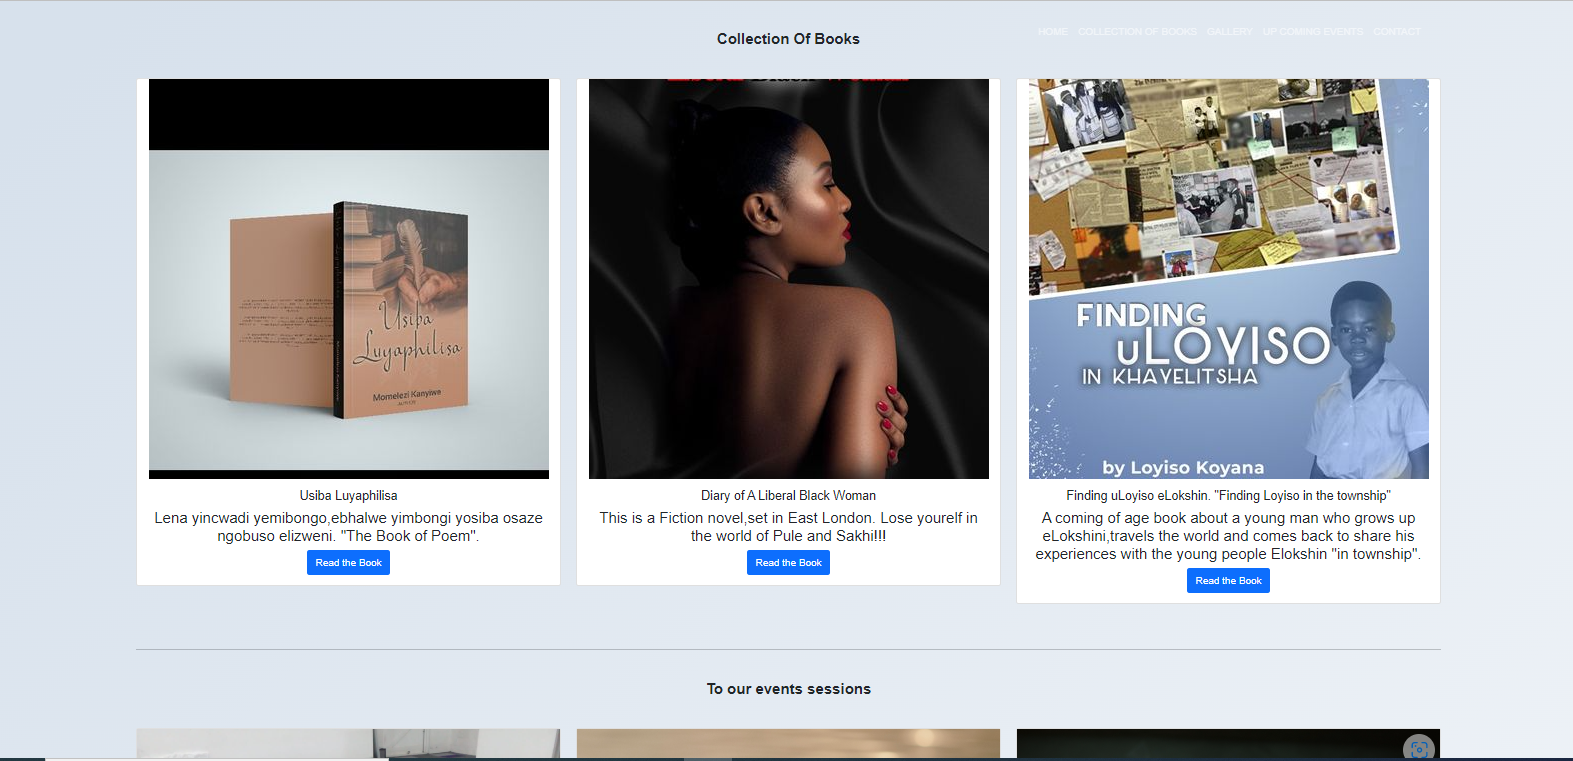 Collection Of Books
HOME COLLECTION OF BOOKS GALLERY UP COMING EVENTS CONTACT
Usiba
Luyaphilisa
Momelezi Kanyiwe
FINDING
uLOYISO
IN KHAYELITSHA
by Loyiso Koyana
Usiba Luyaphilisa
Lena yincwadi yemibongo,ebhalwe yimbongi yosiba osaze
ngobuso elizweni. "The Book of Poem".
Read the Book
Diary of A Liberal Black Woman
This is a Fiction novel,set in East London. Lose yourelf in
the world of Pule and Sakhi!!!
Read the Book
Finding uLoyiso eLokshin. "Finding Loyiso in the township"
A coming of age book about a young man who grows up
eLokshini,travels the world and comes back to share his
experiences with the young people Elokshin "in township".
Read the Book
To our events sessions